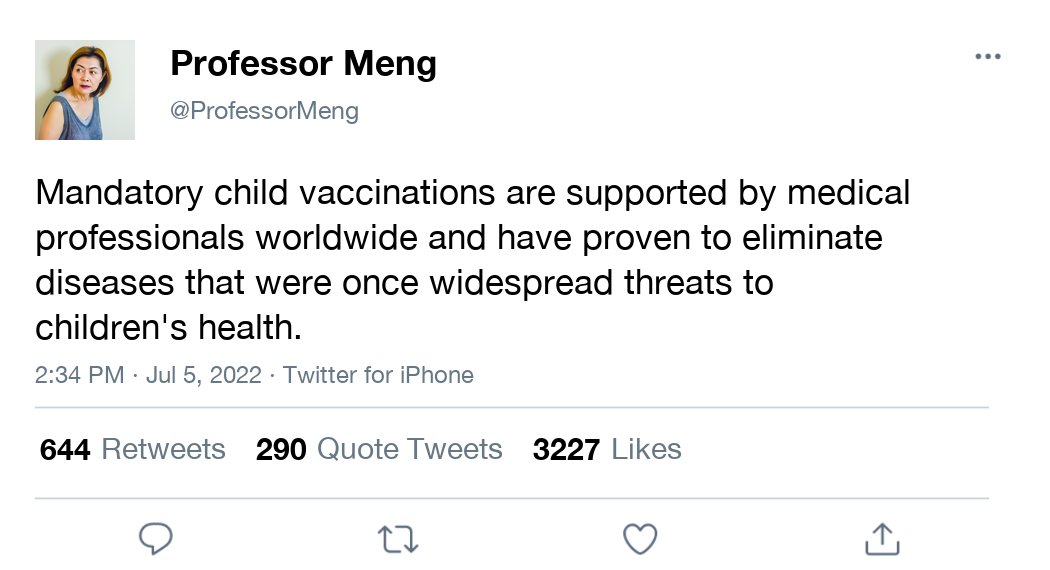 Professor Meng
@ProfessorMeng
Mandatory child vaccinations are supported by medical
professionals worldwide and have proven to eliminate
diseases that were once widespread threats to
children's health.
2:34 PM · Jul 5, 2022 · Twitter for iPhone
644 Retweets 290 Quote Tweets 3227 Likes